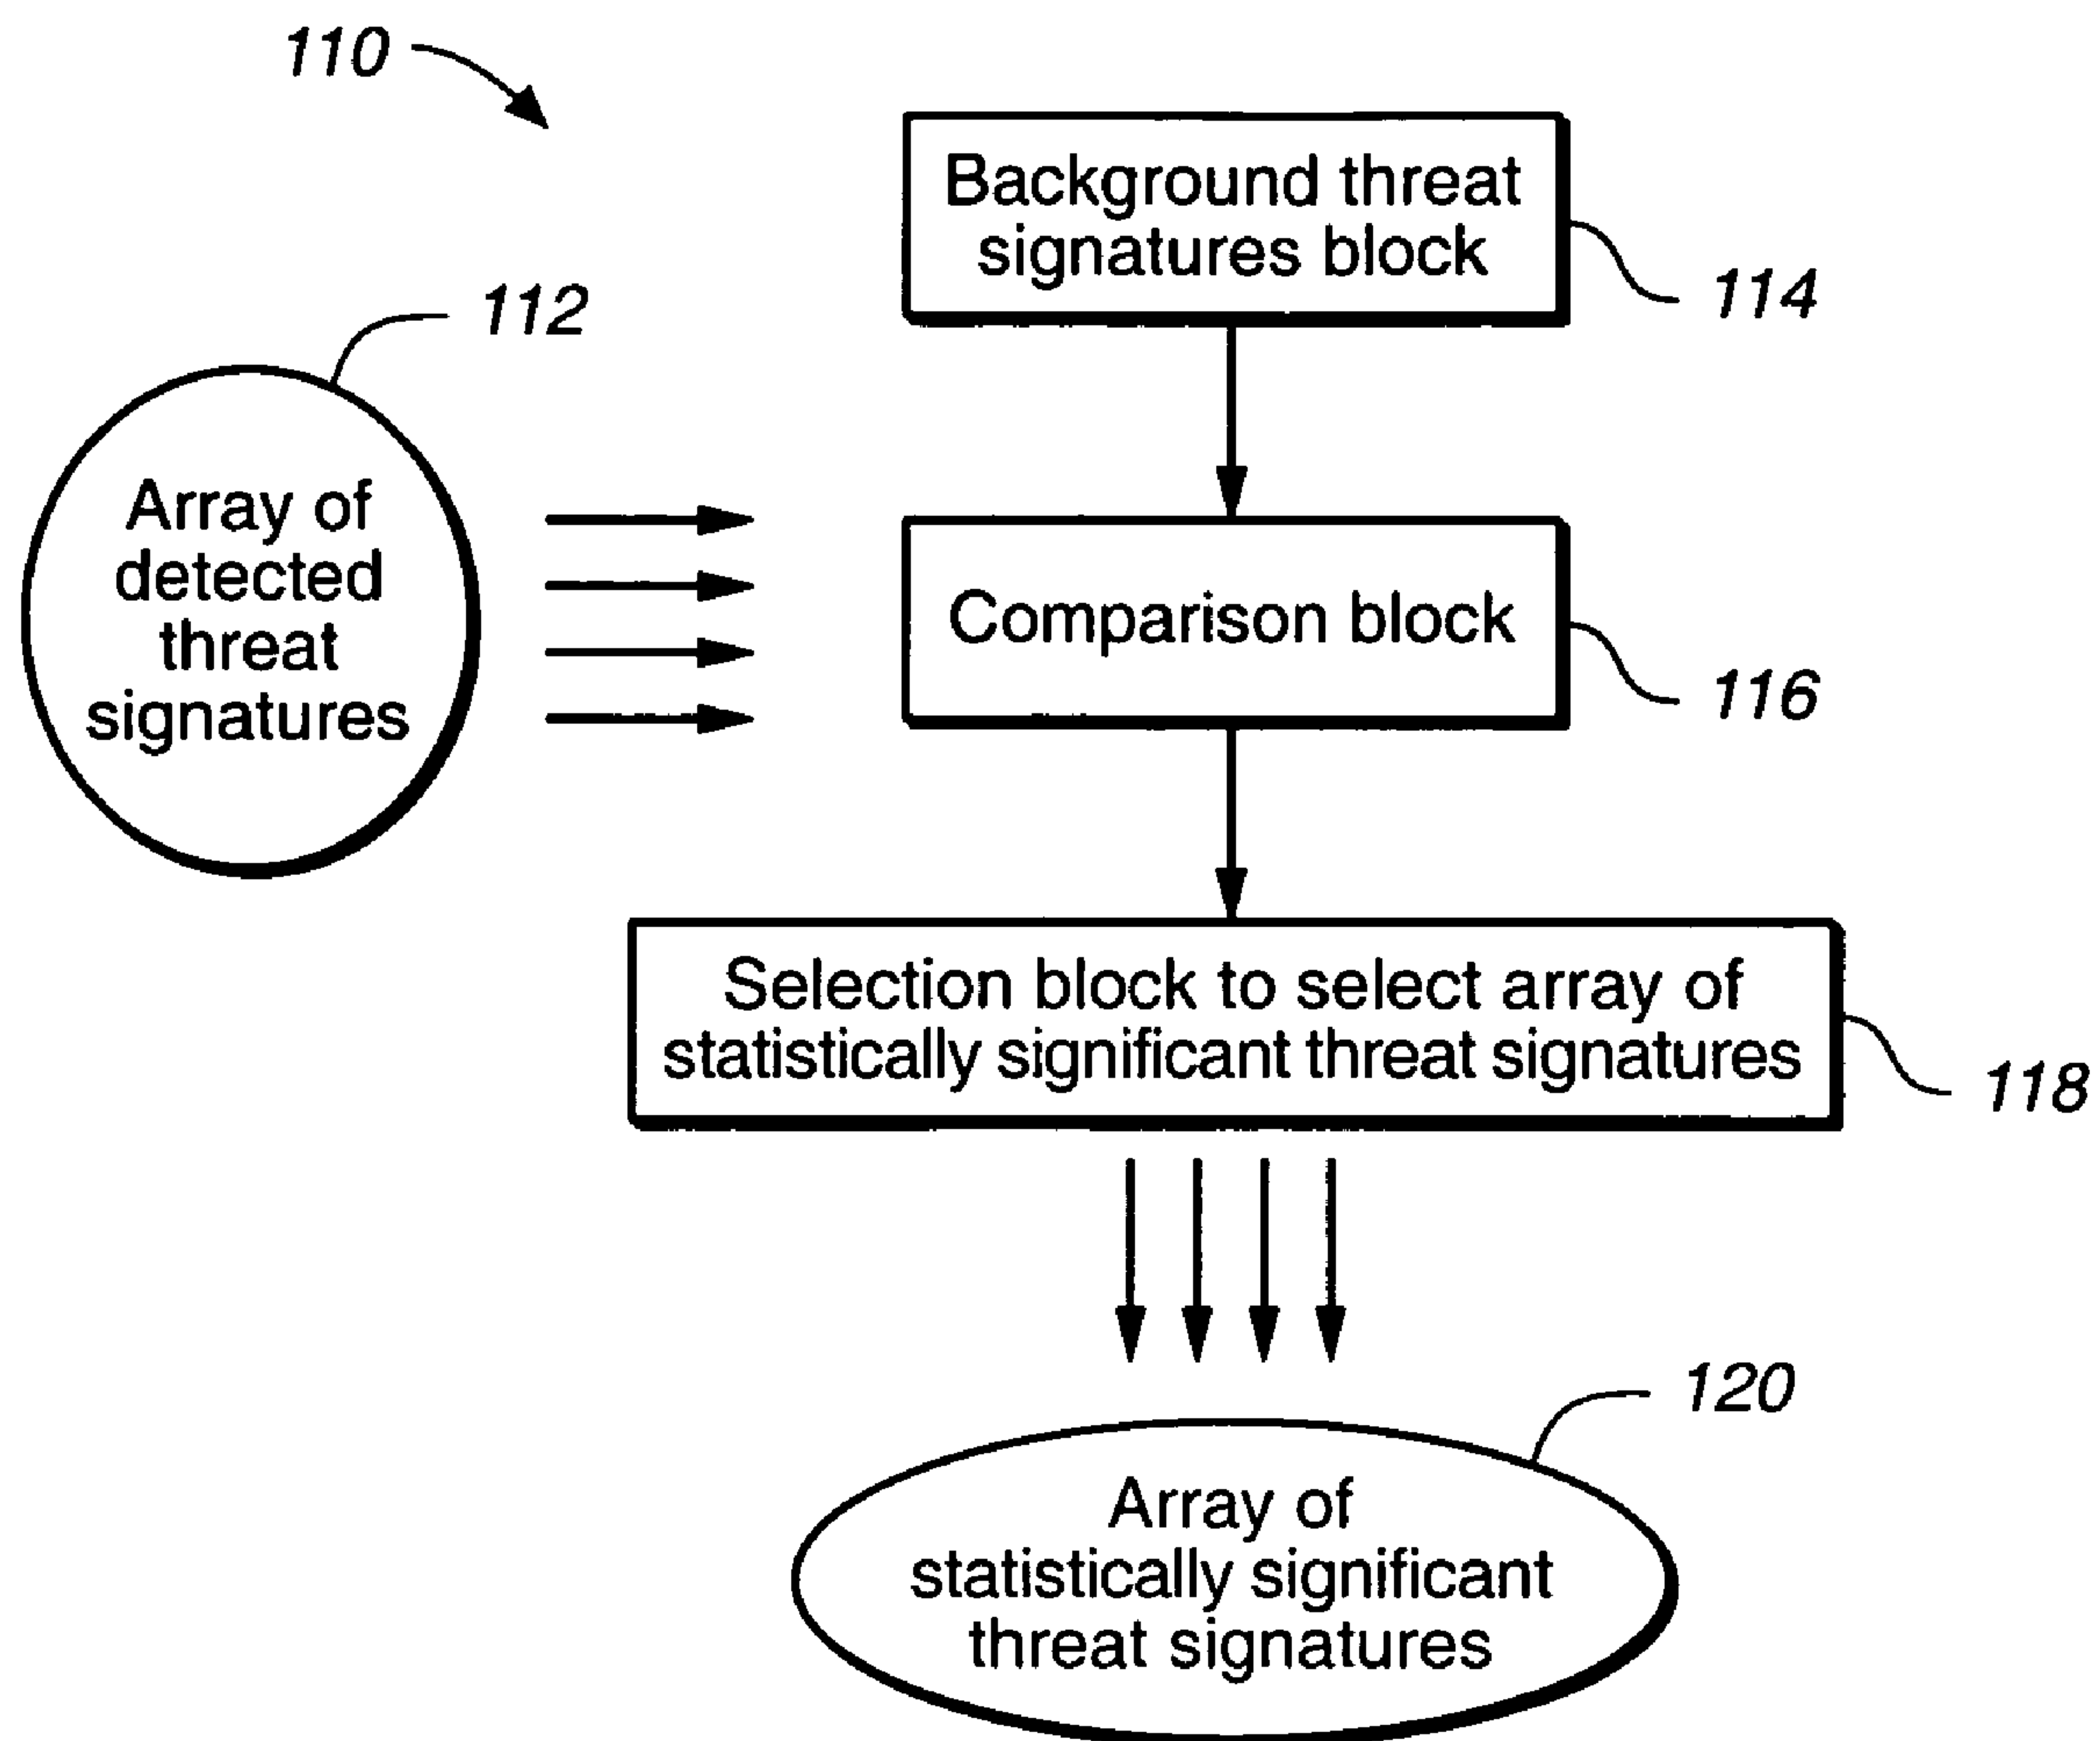 110
Background threat
signatures block
114
112
Array of
detected
threat
signatures
Comparison block
116
Selection block to select array of
statistically significant threat signatures
118
120
Array of
statistically significant
threat signatures